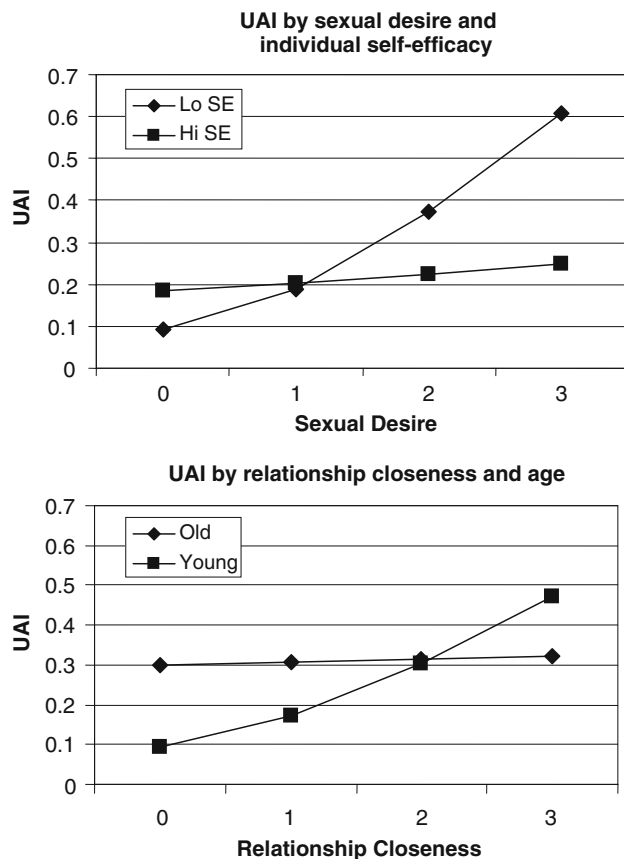 UAI by sexual desire and
individual self-efficacy
0.7
0.6
0.5
0.4
0.3
0.2
0.1
0
UAI
Lo SE
Hi SE
0 1 2 3
Sexual Desire
UAI by relationship closeness and age
0.7
0.6
0.5
0.4
0.3
0.2
0.1
0
UAI
Old
Young
0 1 2 3
Relationship Closeness